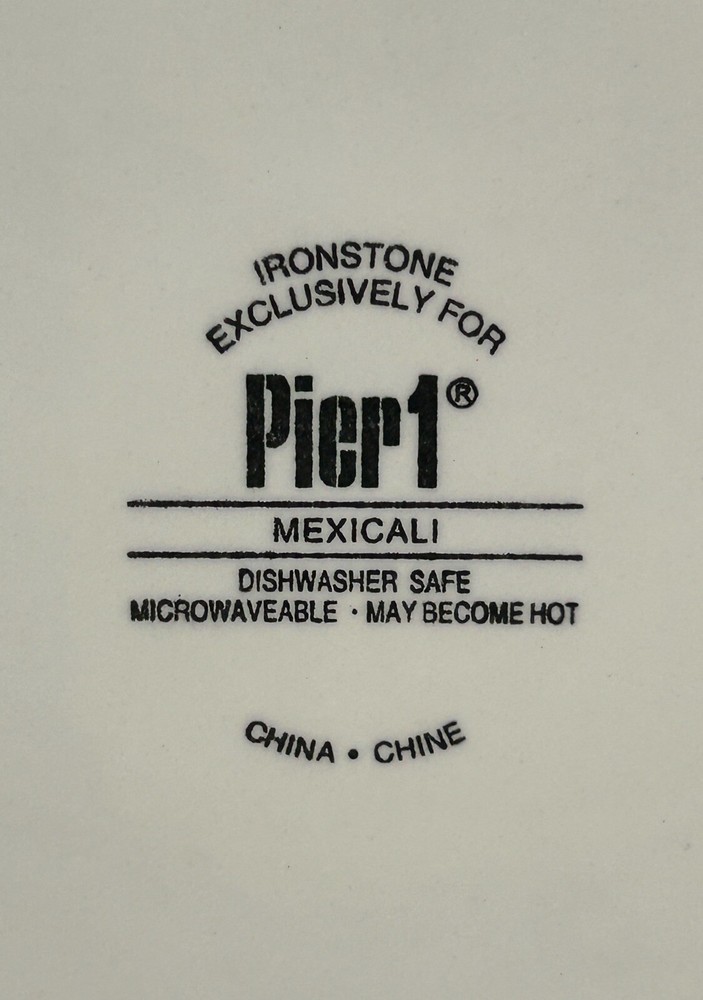 IRONSTONE
EXCLUSIVELY FOR
Pier1®
MEXICALI
DISHWASHER SAFE
MICROWAVEABLE · MAY BECOME HOT
CHINA • CHINE